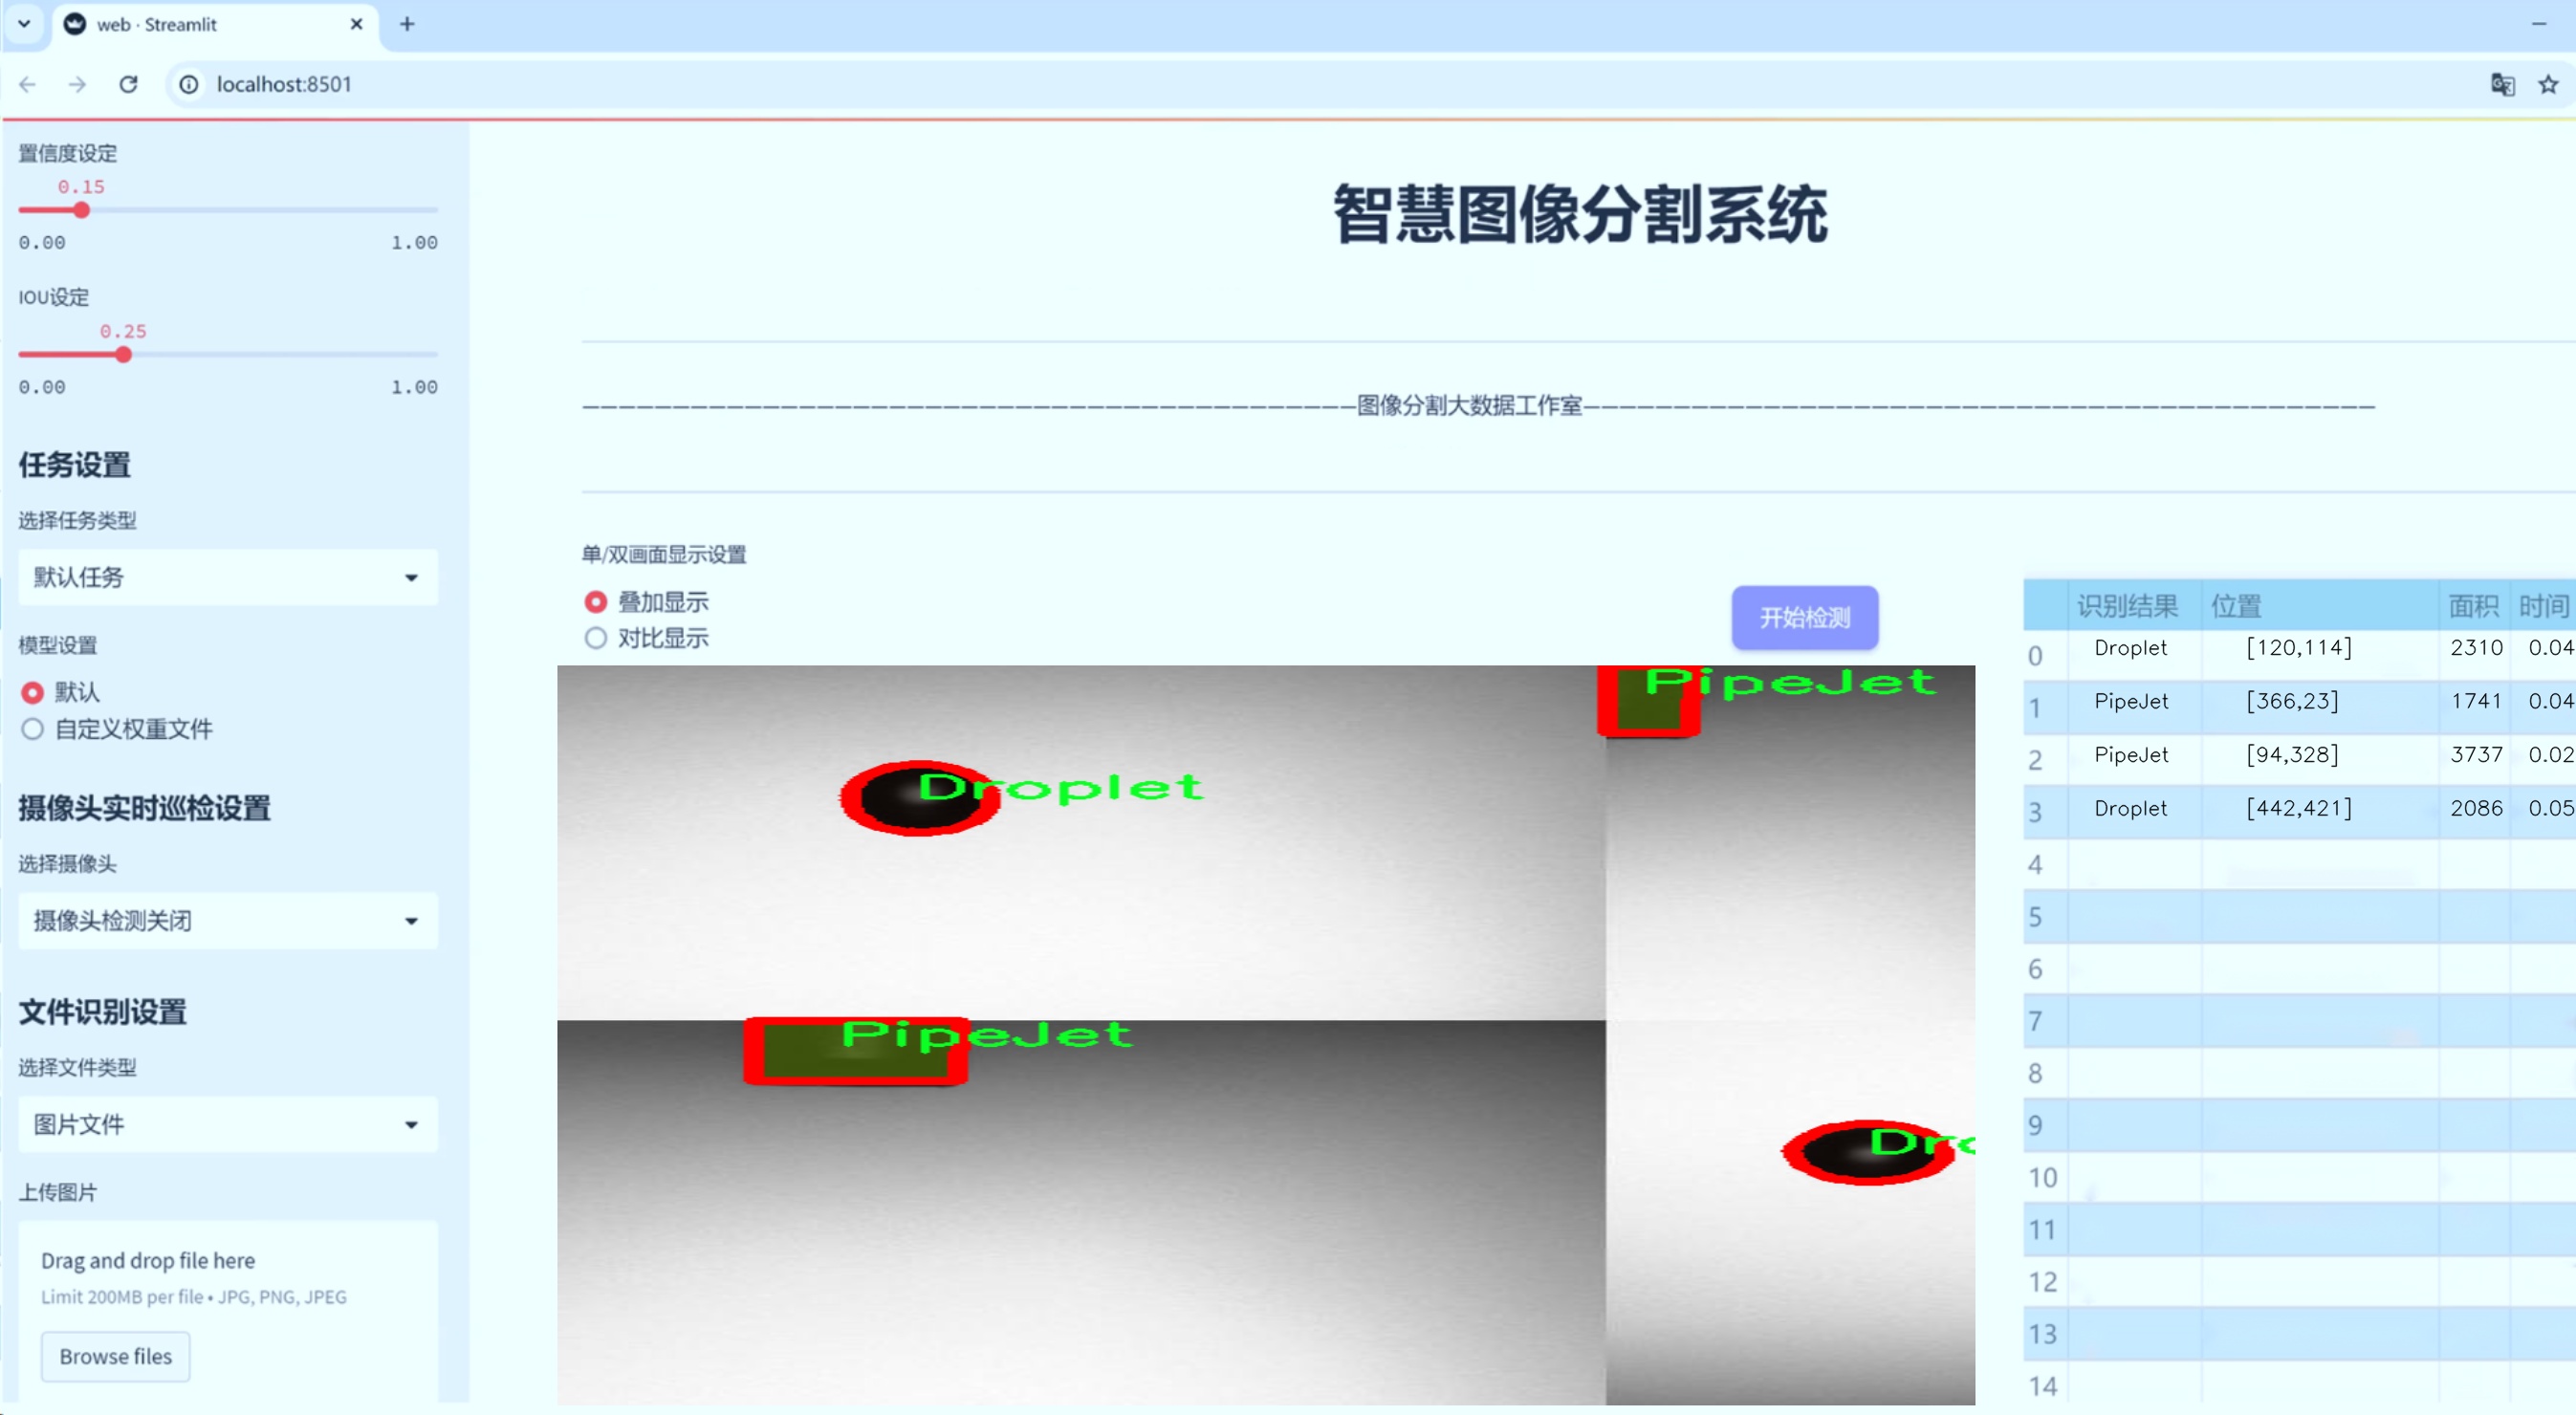 web · Streamlit
localhost:8501
置信度设定
0.15
0.00 1.00
IOU设定
0.25
0.00 1.00
任务设置
选择任务类型
默认任务
模型设置
默认
自定义权重文件
摄像头实时巡检设置
选择摄像头
摄像头检测关闭
文件识别设置
选择文件类型
图片文件
上传图片
Drag and drop file here
Limit 200MB per file • JPG, PNG, JPEG
Browse files
智慧图像分割系统
图像分割大数据工作室
单/双画面显示设置
叠加显示
对比显示
开始检测
PipeJet
Droplet
PipeJet
Dro
识别结果 位置 面积 时间
0 Droplet [120,114] 2310 0.04
1 PipeJet [366,23] 1741 0.04
2 PipeJet [94,328] 3737 0.02
3 Droplet [442,421] 2086 0.05
4
5
6
7
8
9
10
11
12
13
14